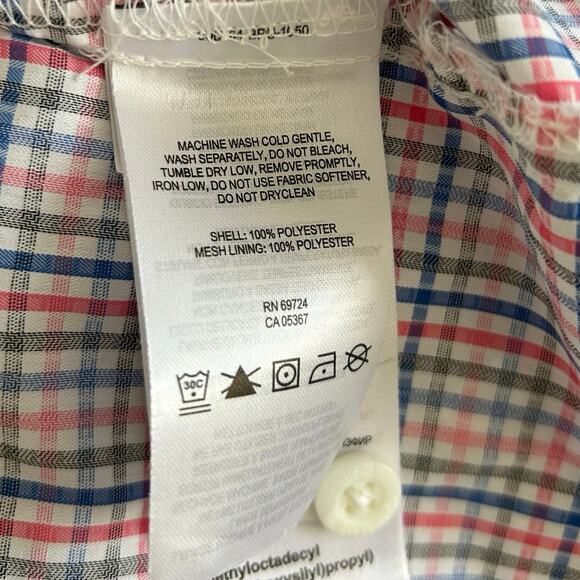 MACHINE WASH COLD GENTLE,
WASH SEPARATELY, DO NOT BLEACH,
TUMBLE DRY LOW, REMOVE PROMPTLY,
IRON LOW, DO NOT USE FABRIC SOFTENER,
DO NOT DRYCLEAN
SHELL: 100% POLYESTER
MESH LINING: 100% POLYESTER
RN 69724
CA 05367
30C